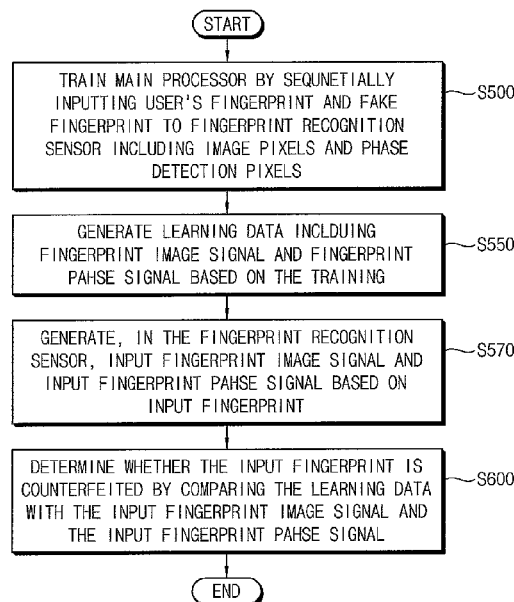 START
TRAIN MAIN PROCESSOR BY SEQUNETIALLY
INPUTTING USER'S FINGERPRINT AND FAKE
FINGERPRINT TO FINGERPRINT RECOGNITION
SENSOR INCLUDING IMAGE PIXELS AND PHASE
DETECTION PIXELS
S500
GENERATE LEARNING DATA INCLDUING
FINGERPRINT IMAGE SIGNAL AND FINGERPRINT
PAHSE SIGNAL BASED ON THE TRAINING
S550
GENERATE, IN THE FINGERPRINT RECOGNITION
SENSOR, INPUT FINGERPRINT IMAGE SIGNAL AND
INPUT FINGERPRINT PAHSE SIGNAL BASED ON
INPUT FINGERPRINT
S570
DETERMINE WHETHER THE INPUT FINGERPRINT IS
COUNTERFEITED BY COMPARING THE LEARNING DATA
WITH THE INPUT FINGERPRINT IMAGE SIGNAL AND
THE INPUT FINGERPRINT PAHSE SIGNAL
S600
END